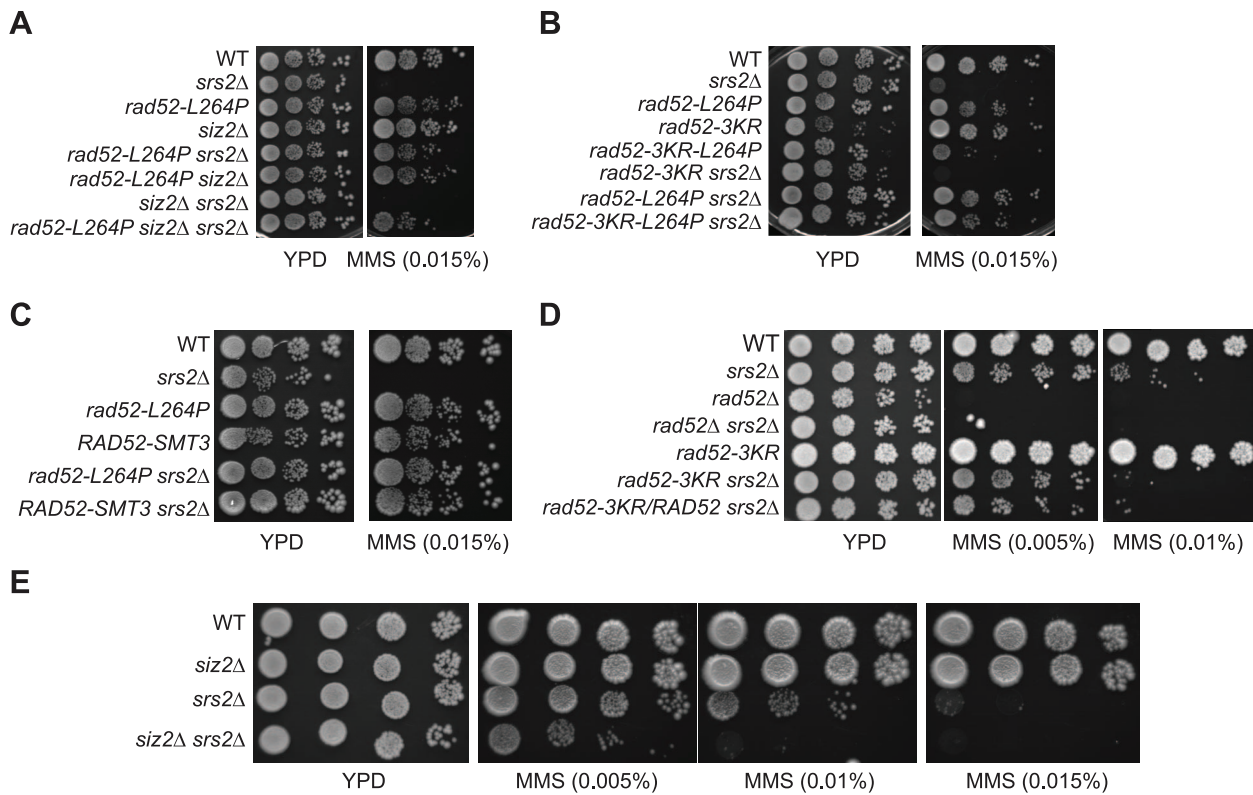 A
WT
srs2Δ
rad52-L264P
siz2Δ
rad52-L264P srs2Δ
rad52-L264P siz2Δ
siz2Δ srs2Δ
rad52-L264P siz2Δ srs2Δ
YPD MMS (0.015%)
B
WT
srs2Δ
rad52-L264P
rad52-3KR
rad52-3KR-L264P
rad52-3KR srs2Δ
rad52-L264P srs2Δ
rad52-3KR-L264P srs2Δ
YPD MMS (0.015%)
C
WT
srs2Δ
rad52-L264P
RAD52-SMT3
rad52-L264P srs2Δ
RAD52-SMT3 srs2Δ
YPD MMS (0.015%)
D
WT
srs2Δ
rad52Δ
rad52Δ srs2Δ
rad52-3KR
rad52-3KR srs2Δ
rad52-3KR/RAD52 srs2Δ
YPD MMS (0.005%) MMS (0.01%)
E
WT
siz2Δ
srs2Δ
siz2Δ srs2Δ
YPD MMS (0.005%) MMS (0.01%) MMS (0.015%)